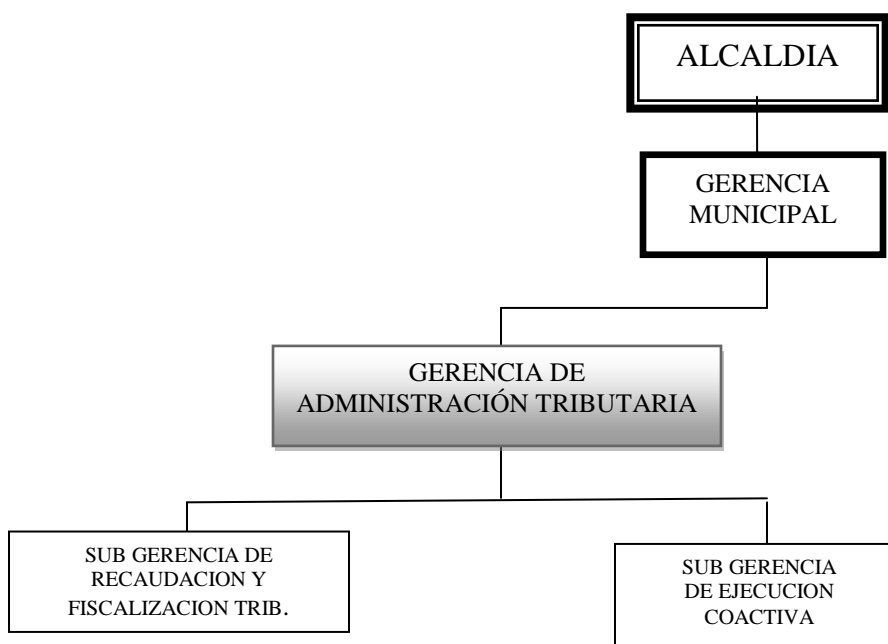 ALCALDIA
GERENCIA
MUNICIPAL
GERENCIA DE
ADMINISTRACIÓN TRIBUTARIA
SUB GERENCIA DE
RECAUDACION Y
FISCALIZACION TRIB.
SUB GERENCIA
DE EJECUCION
COACTIVA